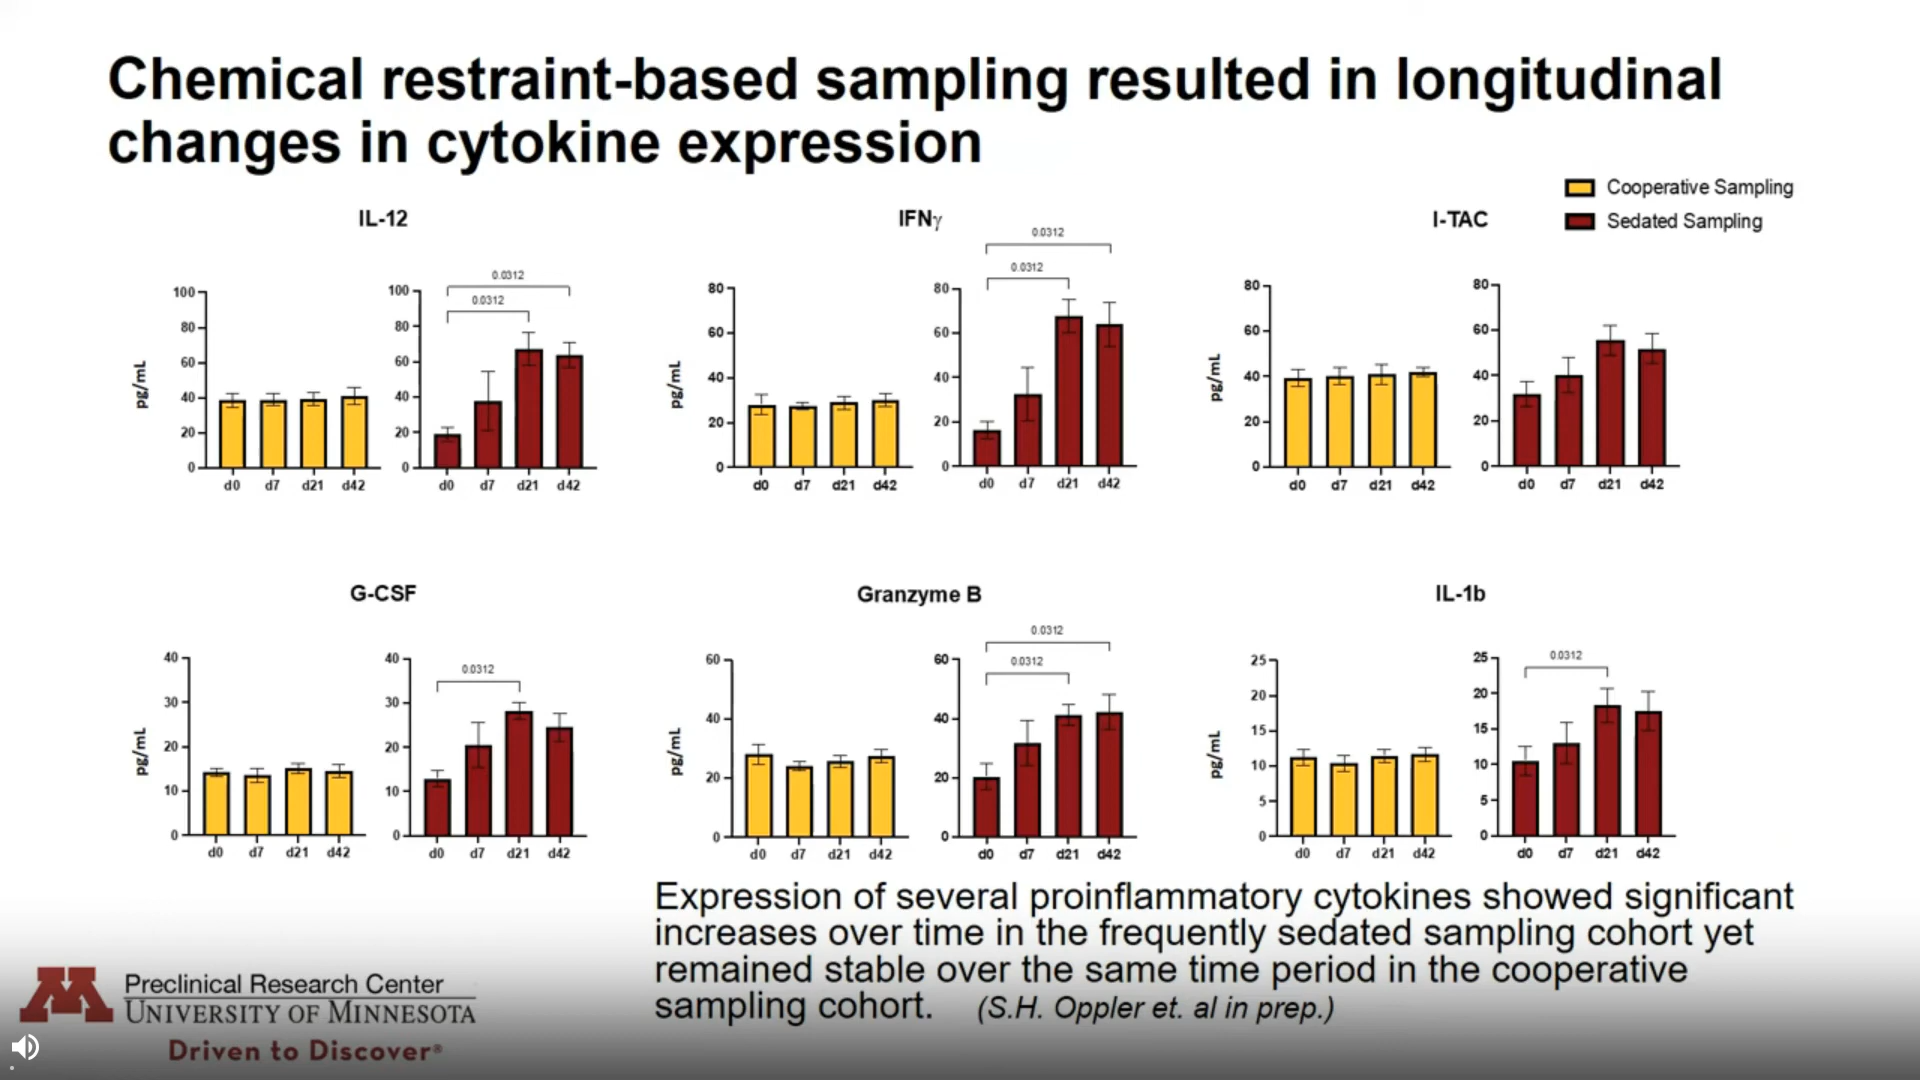 Chemical restraint-based sampling resulted in longitudinal
changes in cytokine expression
Cooperative Sampling
Sedated Sampling
IL-12
pg/mL
100
80
60
40
20
0
d0 d7 d21 d42
100
80
60
40
20
0
0.0312
0.0312
d0 d7 d21 d42
IFNγ
pg/mL
80
60
40
20
0
d0 d7 d21 d42
80
60
40
20
0
0.0312
0.0312
d0 d7 d21 d42
I-TAC
pg/mL
80
60
40
20
0
d0 d7 d21 d42
80
60
40
20
0
d0 d7 d21 d42
G-CSF
pg/mL
40
30
20
10
0
d0 d7 d21 d42
40
30
20
10
0
0.0312
d0 d7 d21 d42
Granzyme B
pg/mL
60
40
20
0
d0 d7 d21 d42
60
40
20
0
0.0312
0.0312
d0 d7 d21 d42
IL-1b
pg/mL
25
20
15
10
5
0
d0 d7 d21 d42
25
20
15
10
5
0
0.0312
d0 d7 d21 d42
Expression of several proinflammatory cytokines showed significant
increases over time in the frequently sedated sampling cohort yet
remained stable over the same time period in the cooperative
sampling cohort. (S.H. Oppler et. al in prep.)
M
Preclinical Research Center
UNIVERSITY OF MINNESOTA
Driven to Discover®